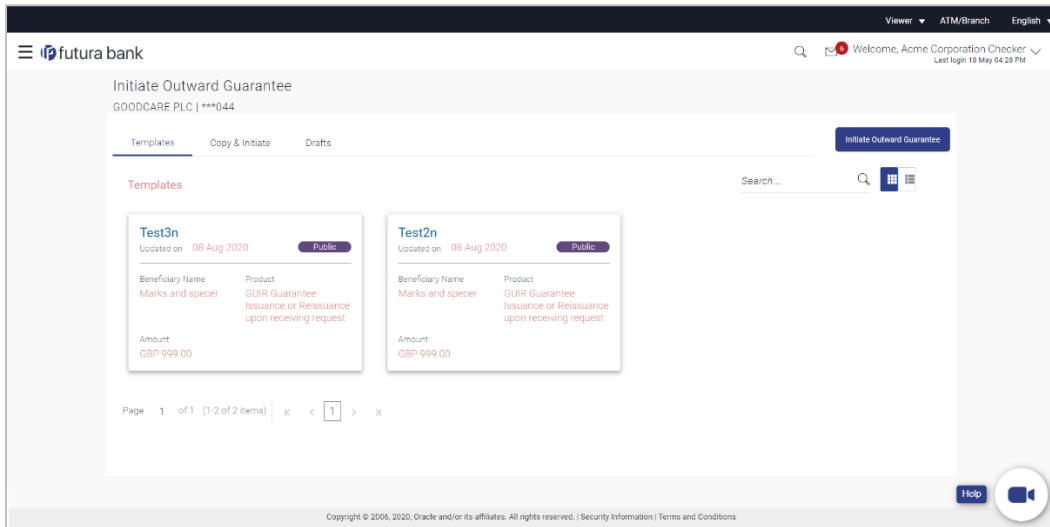 Viewer ATM/Branch English
futura bank
6 Welcome, Acme Corporation Checker
Last login 18 May 04:28 PM
Initiate Outward Guarantee
GOODCARE PLC | ***044
Templates Copy & Initiate Drafts Initiate Outward Guarantee
Templates Search...
Test3n
Updated on 08 Aug 2020 Public
Beneficiary Name Product
Marks and specer GUIR Guarantee
Issuance or Reissuance
upon receiving request
Amount
GBP 999.00
Test2n
Updated on 08 Aug 2020 Public
Beneficiary Name Product
Marks and specer GUIR Guarantee
Issuance or Reissuance
upon receiving request
Amount
GBP 999.00
Page 1 of 1 (1-2 of 2 items) 1
Help
Copyright © 2006, 2020, Oracle and/or its affiliates. All rights reserved. | Security Information | Terms and Conditions